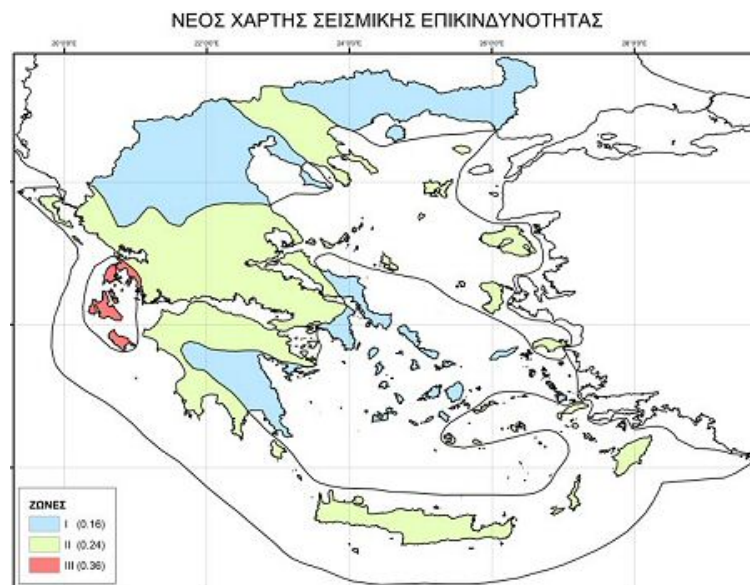 ΝΕΟΣ ΧΑΡΤΗΣ ΣΕΙΣΜΙΚΗΣ ΕΠΙΚΙΝΔΥΝΟΤΗΤΑΣ
ΖΩΝΕΣ
I (0.16)
II (0.24)
III (0.36)